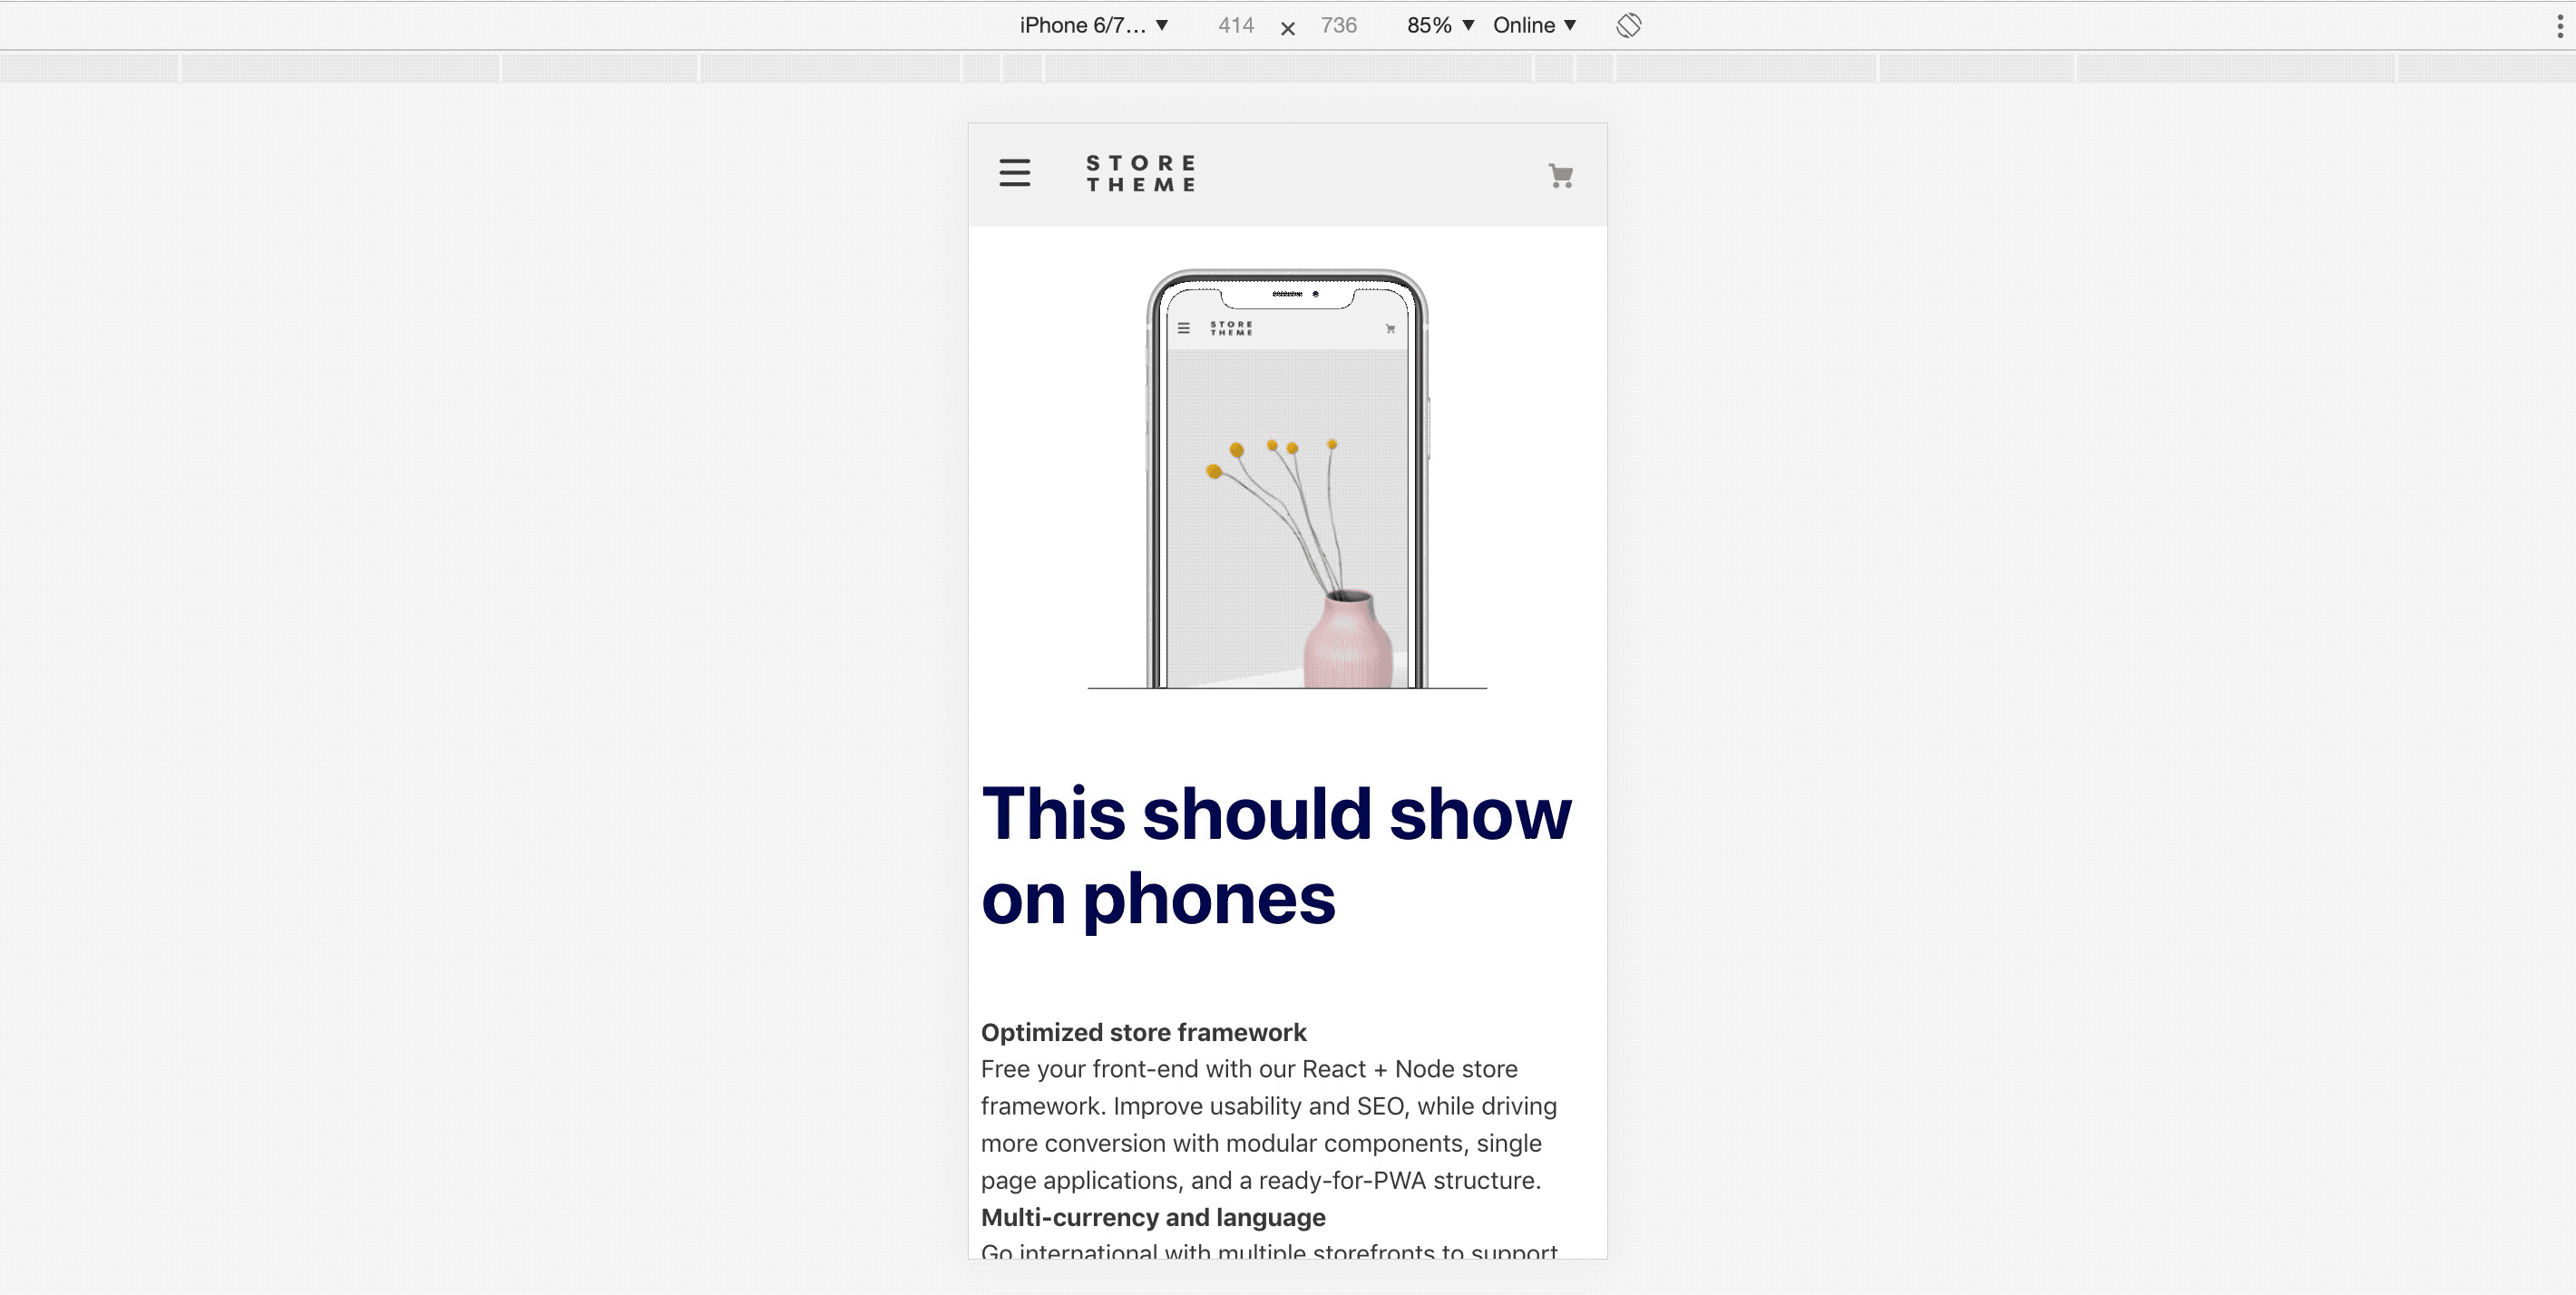 iPhone 6/7… ▼ 414 × 736 85% ▼ Online ▼
STORE
THEME
STORE
THEME
This should show
on phones
Optimized store framework
Free your front-end with our React + Node store
framework. Improve usability and SEO, while driving
more conversion with modular components, single
page applications, and a ready-for-PWA structure.
Multi-currency and language
Go international with multiple storefronts to support